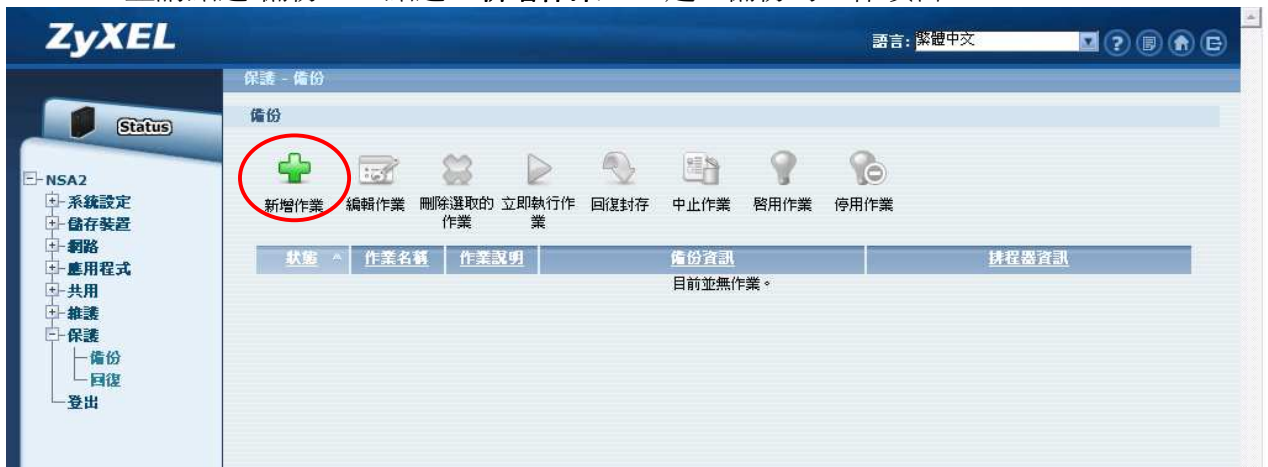 ZyXEL
語言: 繁體中文
保護 - 備份
Status
備份
新增作業 編輯作業 刪除選取的作業 立即執行作業 回復封存 中止作業 啓用作業 停用作業
狀態 作業名稱 作業說明 備份資訊 排程器資訊
目前並無作業。
NSA2
系統設定
儲存裝置
網路
應用程式
共用
維護
保護
備份
回復
登出